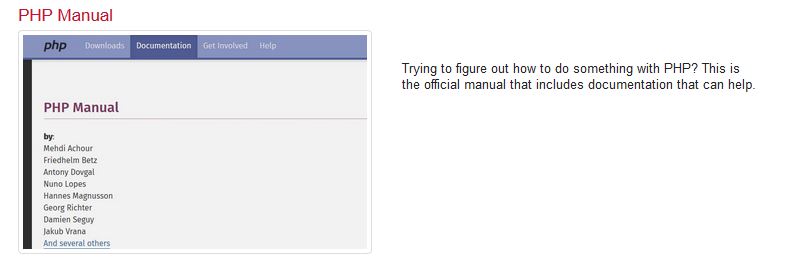 PHP Manual
php Downloads Documentation Get Involved Help
PHP Manual
by:
Mehdi Achour
Friedhelm Betz
Antony Dovgal
Nuno Lopes
Hannes Magnusson
Georg Richter
Damien Seguy
Jakub Vrana
And several others
Trying to figure out how to do something with PHP? This is
the official manual that includes documentation that can help.